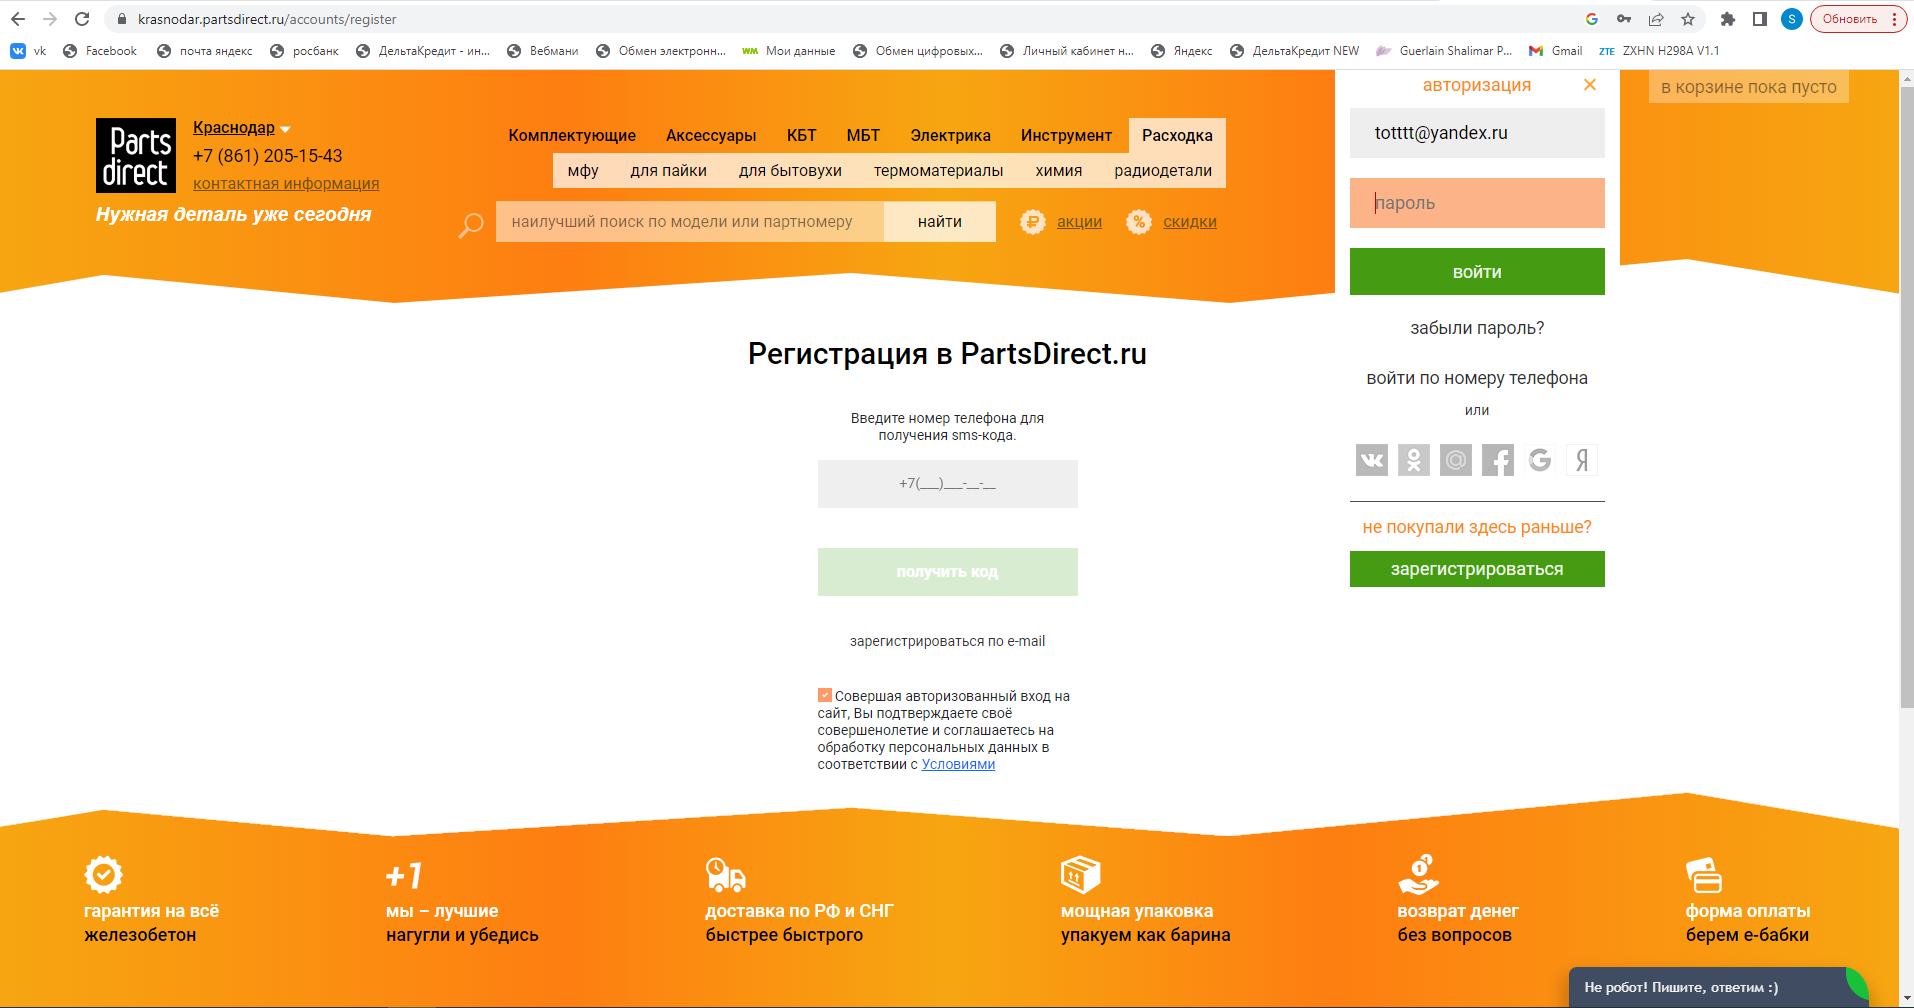 krasnodar.partsdirect.ru/accounts/register
S
Обновить
vk
Facebook
почта яндекс
росбанк
ДельтаКредит - ин...
Вебмани
Обмен электронн...
wm Мои данные
Обмен цифровых...
Личный кабинет н...
Яндекс
ДельтаКредит NEW
Guerlain Shalimar P...
Gmail
ZTE ZXHN H298A V1.1
Parts
direct
Краснодар
+7 (861) 205-15-43
контактная информация
Нужная деталь уже сегодня
Комплектующие Аксессуары КБТ МБТ Электрика Инструмент Расходка
мфу для пайки для бытовухи термоматериалы химия радиодетали
наилучший поиск по модели или партномеру найти
₽ акции % скидки
авторизация ×
totttt@yandex.ru
пароль
войти
забыли пароль?
войти по номеру телефона
или
G Я
не покупали здесь раньше?
зарегистрироваться
в корзине пока пусто
Регистрация в PartsDirect.ru
Введите номер телефона для
получения sms-кода.
+7(___)___-__-__
получить код
зарегистрироваться по e-mail
Совершая авторизованный вход на
сайт, Вы подтверждаете своё
совершенолетие и соглашаетесь на
обработку персональных данных в
соответствии с Условиями
гарантия на всё
железобетон
+1
мы – лучшие
нагугли и убедись
доставка по РФ и СНГ
быстрее быстрого
мощная упаковка
упакуем как барина
возврат денег
без вопросов
форма оплаты
берем е-бабки
Не робот! Пишите, ответим :)